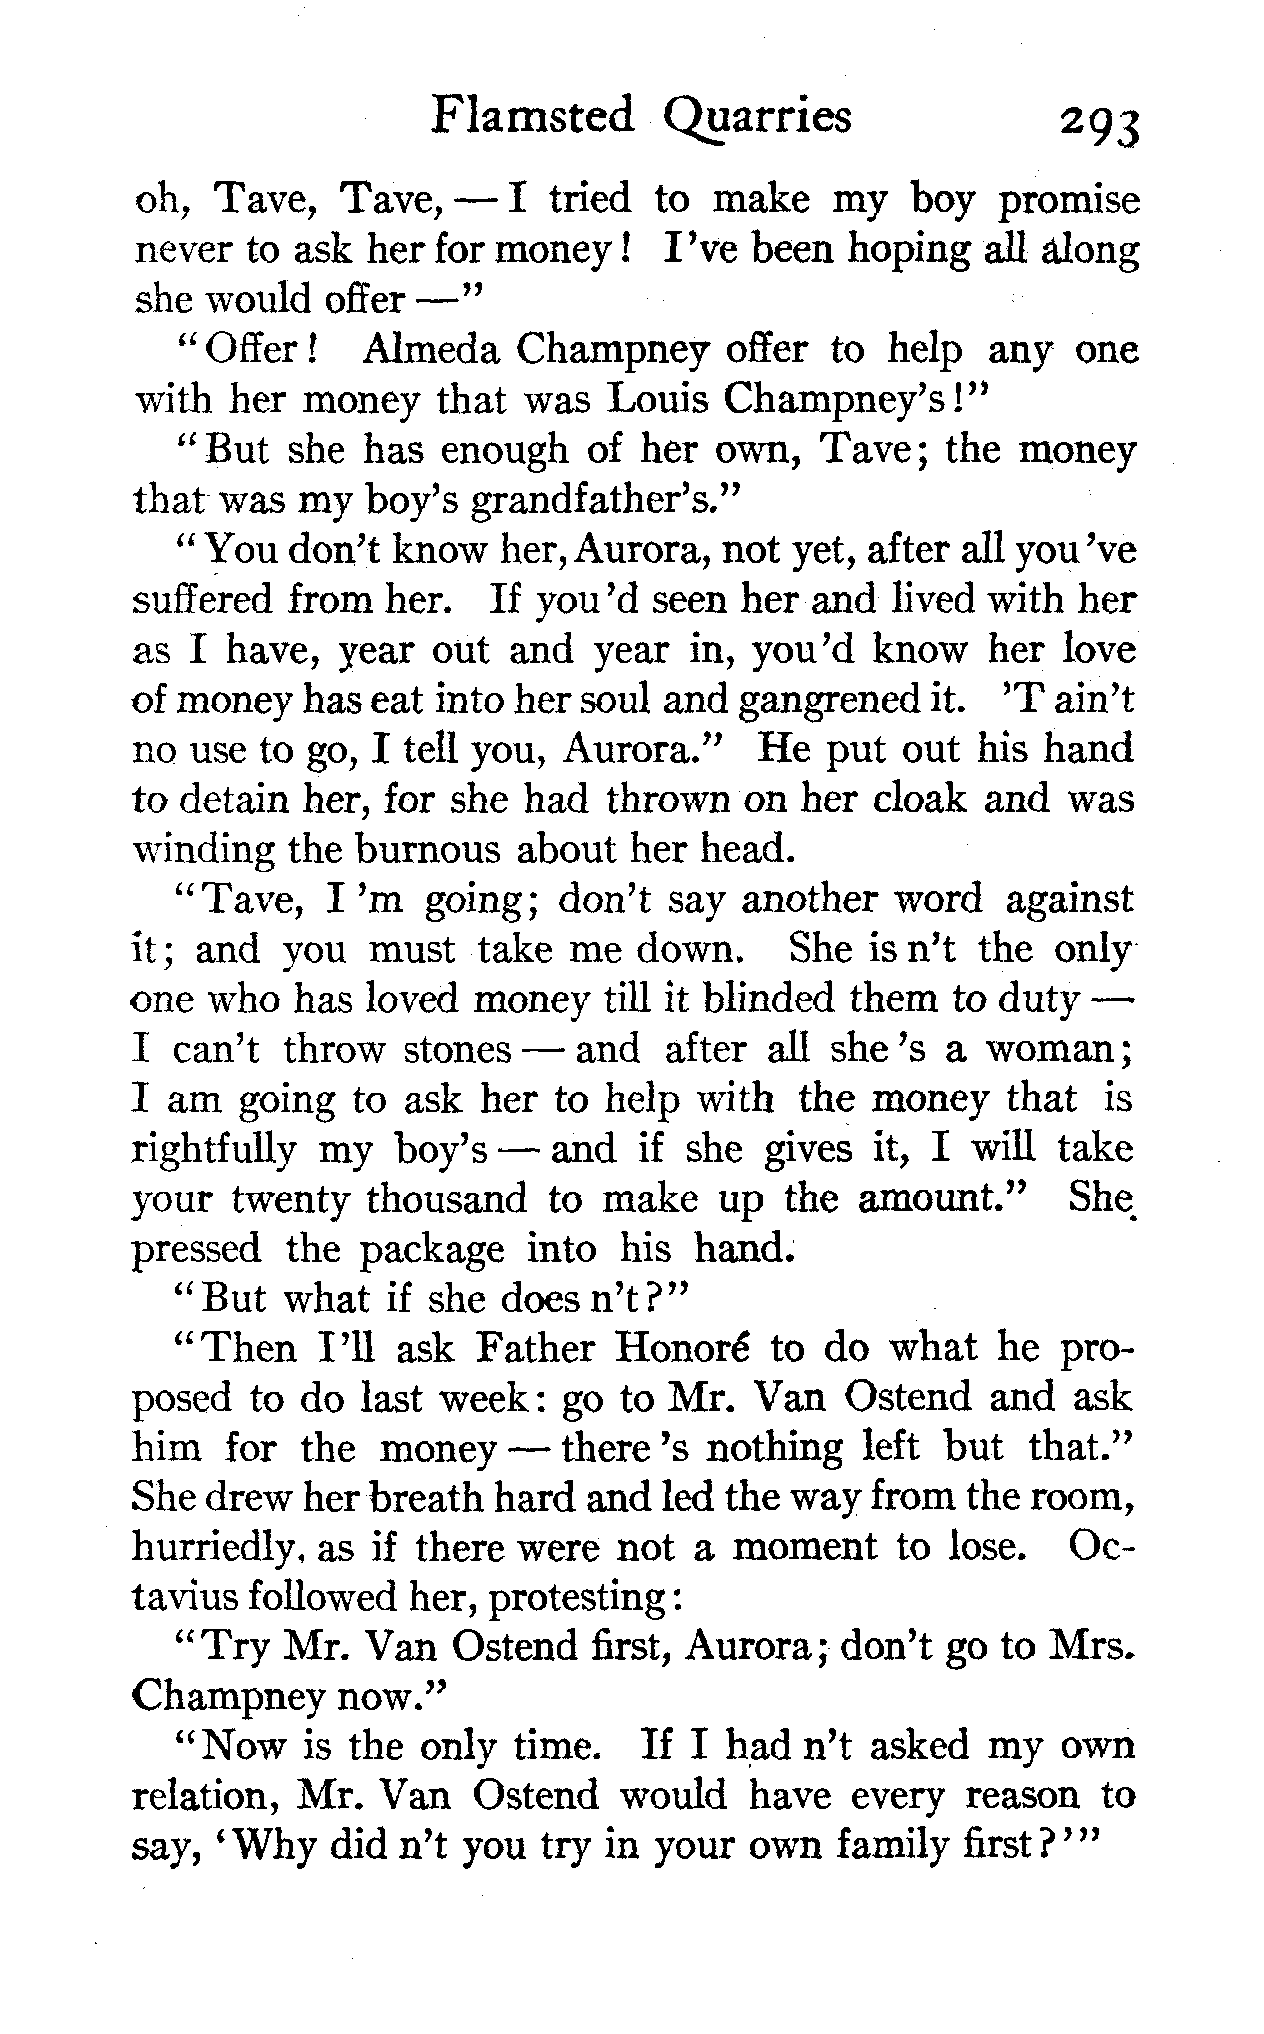 Flamsted Quarries 293
oh, Tave, Tave, — I tried to make my boy promise
never to ask her for money! I've been hoping all along
she would offer —"
"Offer! Almeda Champney offer to help any one
with her money that was Louis Champney's!"
"But she has enough of her own, Tave; the money
that was my boy's grandfather's."
"You don't know her, Aurora, not yet, after all you 've
suffered from her. If you 'd seen her and lived with her
as I have, year out and year in, you 'd know her love
of money has eat into her soul and gangrened it. 'T ain't
no use to go, I tell you, Aurora." He put out his hand
to detain her, for she had thrown on her cloak and was
winding the burnous about her head.
"Tave, I 'm going; don't say another word against
it; and you must take me down. She is n't the only
one who has loved money till it blinded them to duty —
I can't throw stones — and after all she 's a woman;
I am going to ask her to help with the money that is
rightfully my boy's — and if she gives it, I will take
your twenty thousand to make up the amount." She
pressed the package into his hand.
"But what if she does n't?"
"Then I 'll ask Father Honoré to do what he pro-
posed to do last week: go to Mr. Van Ostend and ask
him for the money — there 's nothing left but that."
She drew her breath hard and led the way from the room,
hurriedly, as if there were not a moment to lose. Oc-
tavius followed her, protesting:
"Try Mr. Van Ostend first, Aurora; don't go to Mrs.
Champney now."
"Now is the only time. If I had n't asked my own
relation, Mr. Van Ostend would have every reason to
say, 'Why did n't you try in your own family first?'"